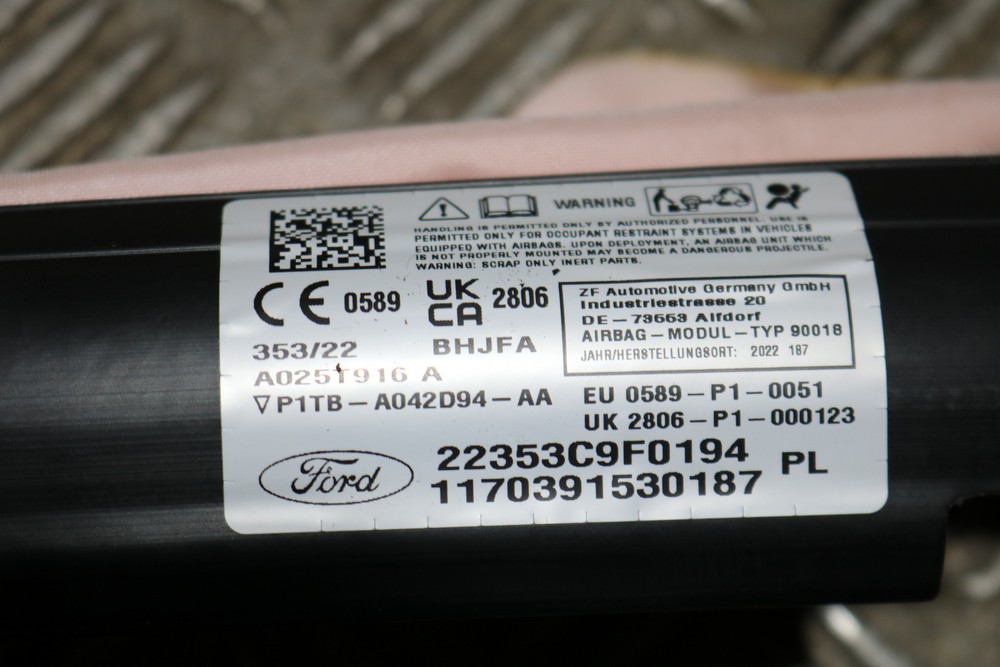 WARNING
HANDLING IS PERMITTED ONLY BY AUTHORIZED PERSONNEL. USE IS
PERMITTED ONLY FOR OCCUPANT RESTRAINT SYSTEMS IN VEHICLES
EQUIPPED WITH AIRBAGS. UPON DEPLOYMENT, AN AIRBAG UNIT WHICH
IS NOT PROPERLY MOUNTED MAY BECOME A DANGEROUS PROJECTILE.
WARNING: SCRAP ONLY INERT PARTS.
CE 0589
UK
CA 2806
353/22 BHJFA
A025T916 A
P1TB-A042D94-AA
ZF Automotive Germany GmbH
Industriestrasse 20
DE-73553 Alfdorf
AIRBAG-MODUL-TYP 90018
JAHR/HERSTELLUNGSORT: 2022 187
EU 0589-P1-0051
UK 2806-P1-000123
Ford
22353C9F0194
1170391530187
PL